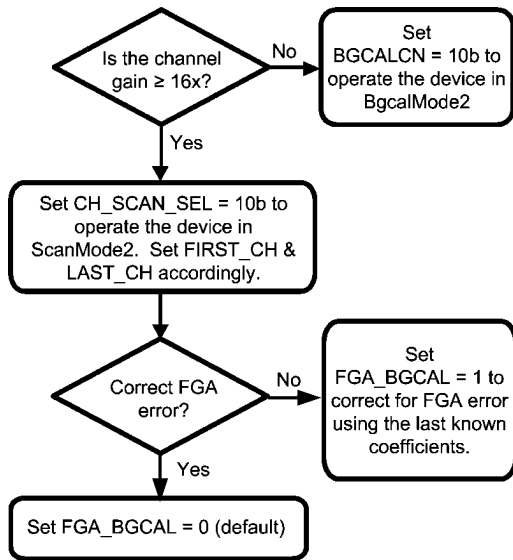 Is the channel
gain ≥ 16x?
No
Set
BGCALCN = 10b to
operate the device in
BgcalMode2
Yes
Set CH_SCAN_SEL = 10b to
operate the device in
ScanMode2. Set FIRST_CH &
LAST_CH accordingly.
Correct FGA
error?
No
Set
FGA_BGCAL = 1 to
correct for FGA error
using the last known
coefficients.
Yes
Set FGA_BGCAL = 0 (default)